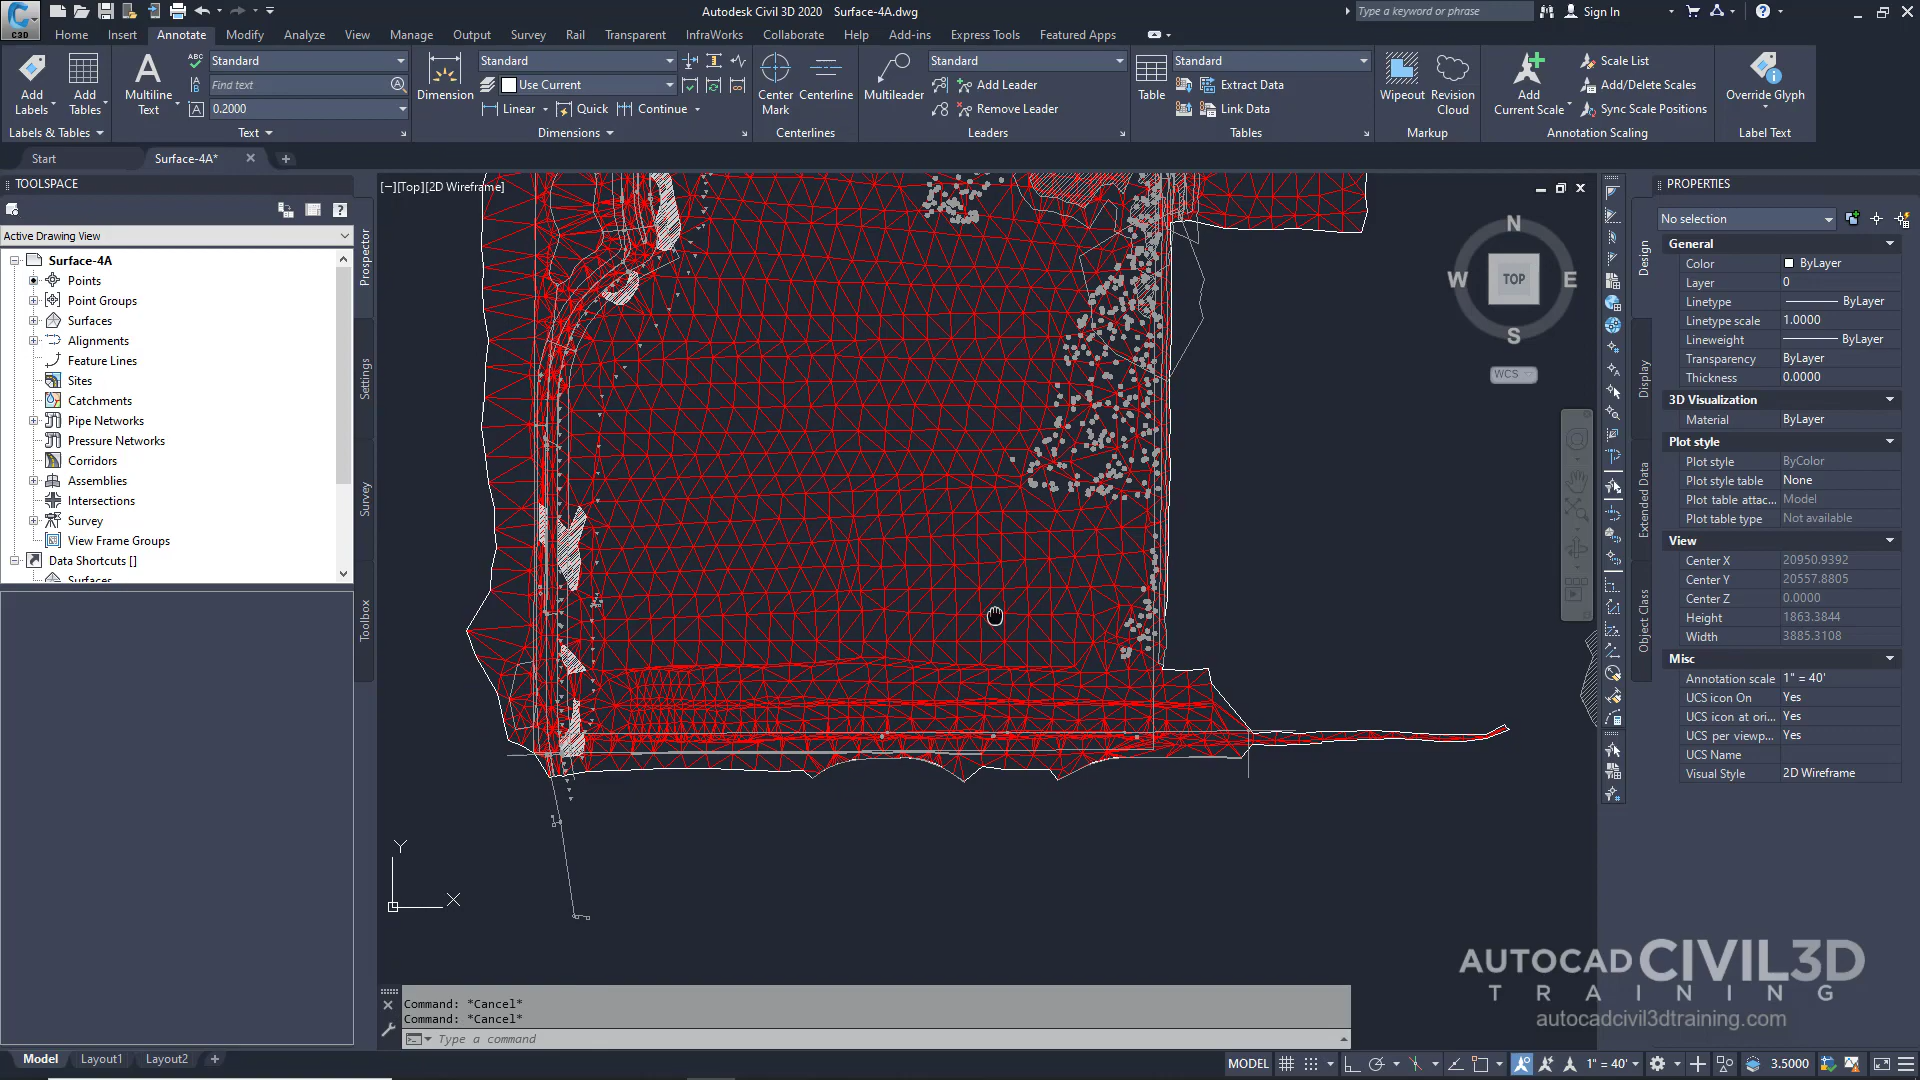 Autodesk Civil 3D 2020 Surface-4A.dwg
Type a keyword or phrase
Sign In
C3D
Home Insert Annotate Modify Analyze View Manage Output Survey Rail Transparent InfraWorks Collaborate Help Add-ins Express Tools Featured Apps
Add Labels
Add Tables
Labels & Tables
Multiline Text
ABC
Standard
Find text
0.2000
Text
Dimension
Standard
Use Current
Linear Quick Continue
Dimensions
Center Mark
Centerline
Centerlines
Multileader
Standard
Add Leader
Remove Leader
Leaders
Table
Standard
Extract Data
Link Data
Tables
Wipeout
Revision Cloud
Markup
Add Current Scale
Scale List
Add/Delete Scales
Sync Scale Positions
Annotation Scaling
Override Glyph
Label Text
Start
Surface-4A*
TOOLSPACE
Active Drawing View
Surface-4A
Points
Point Groups
Surfaces
Alignments
Feature Lines
Sites
Catchments
Pipe Networks
Pressure Networks
Corridors
Assemblies
Intersections
Survey
View Frame Groups
Data Shortcuts []
Surfaces
Prospector
Settings
Survey
Toolbox
[−][Top][2D Wireframe]
N
W TOP E
S
WCS
Y
X
PROPERTIES
No selection
Design
Display
Extended Data
Object Class
General
Color ByLayer
Layer 0
Linetype ByLayer
Linetype scale 1.0000
Lineweight ByLayer
Transparency ByLayer
Thickness 0.0000
3D Visualization
Material ByLayer
Plot style
Plot style ByColor
Plot style table None
Plot table attac... Model
Plot table type Not available
View
Center X 20950.9392
Center Y 20557.8805
Center Z 0.0000
Height 1863.3844
Width 3885.3108
Misc
Annotation scale 1" = 40'
UCS icon On Yes
UCS icon at ori... Yes
UCS per viewp... Yes
UCS Name
Visual Style 2D Wireframe
Command: *Cancel*
Command: *Cancel*
Type a command
AUTOCAD CIVIL3D
TRAINING
autocadcivil3dtraining.com
Model Layout1 Layout2
MODEL
1" = 40'
3.5000